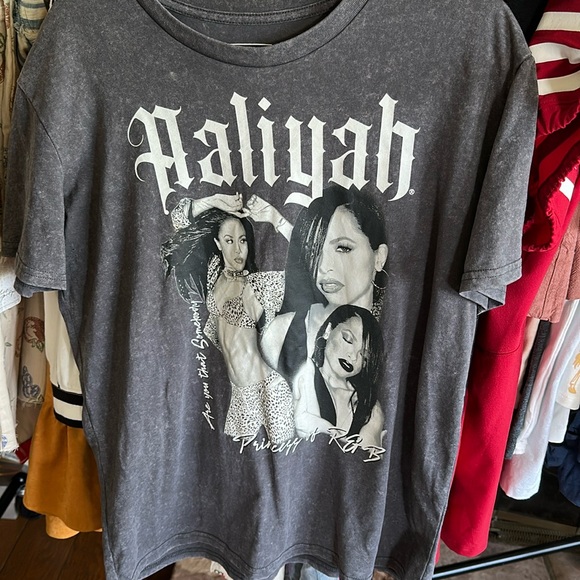 Aaliyah®
Are you that Somebody
Princess of R&B